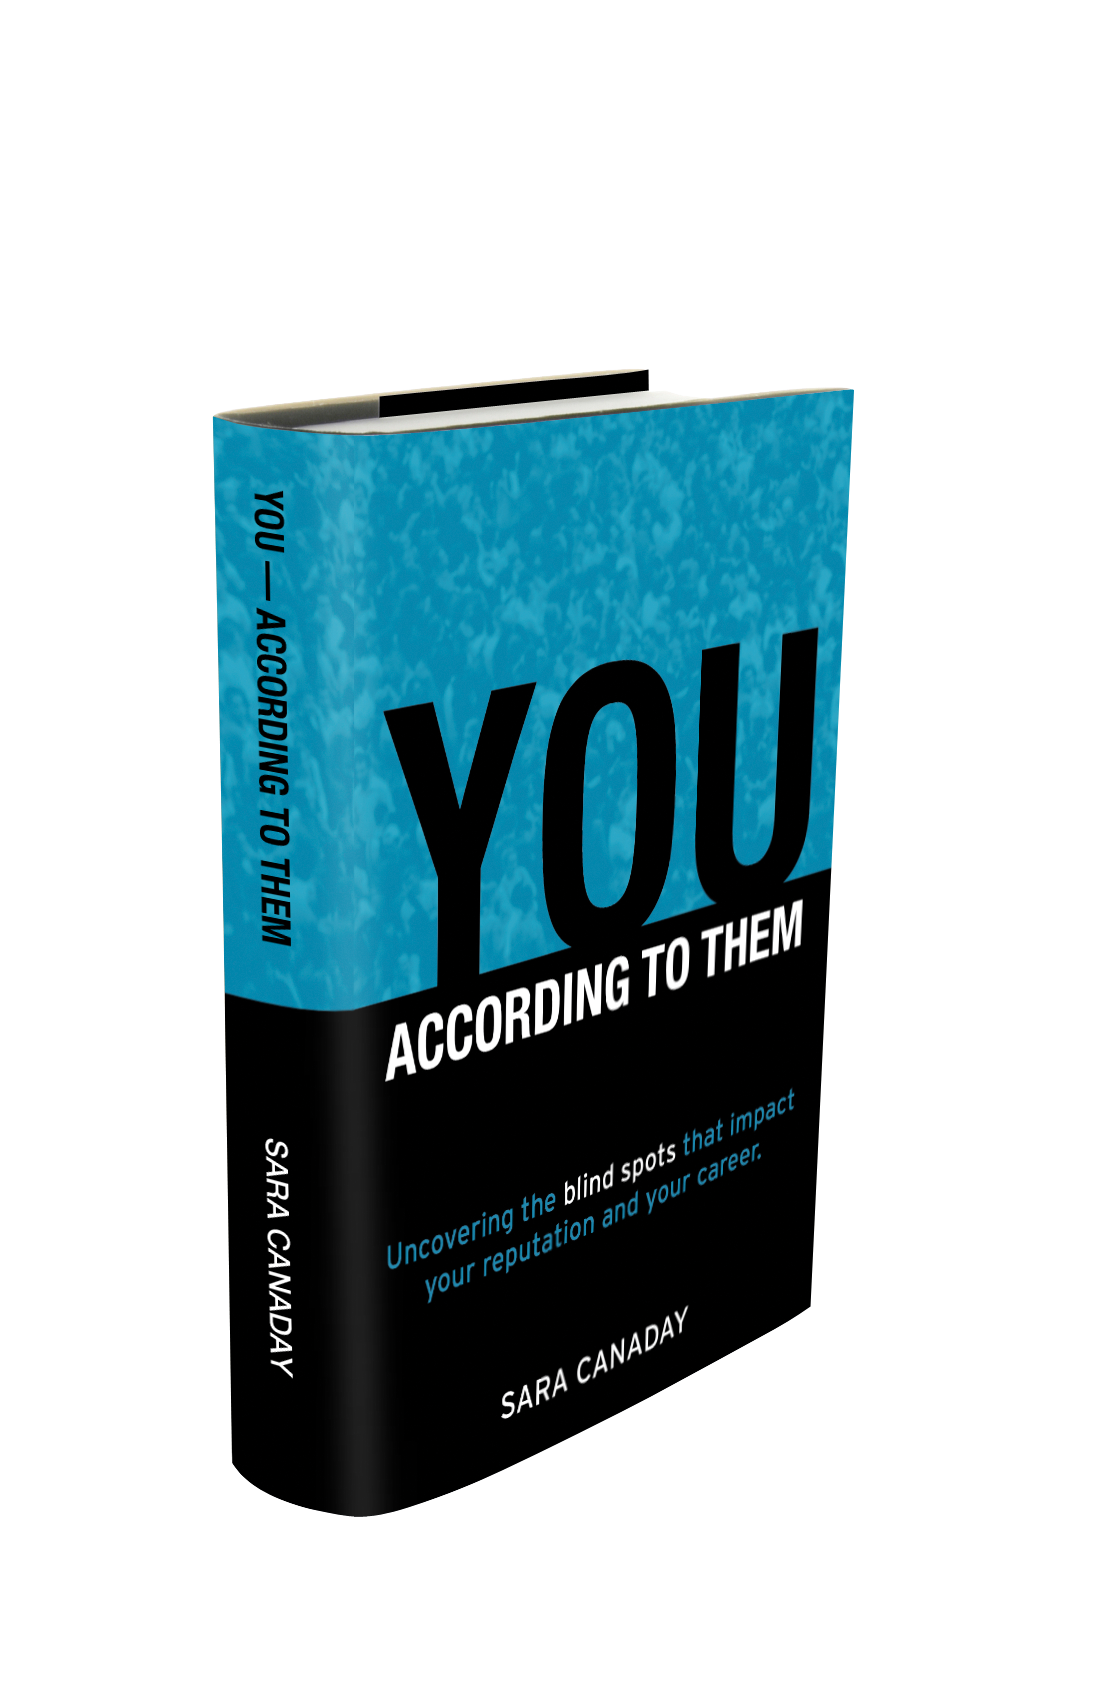 YOU — ACCORDING TO THEM
SARA CANADAY
YOU
ACCORDING TO THEM
Uncovering the blind spots that impact
your reputation and your career.
SARA CANADAY